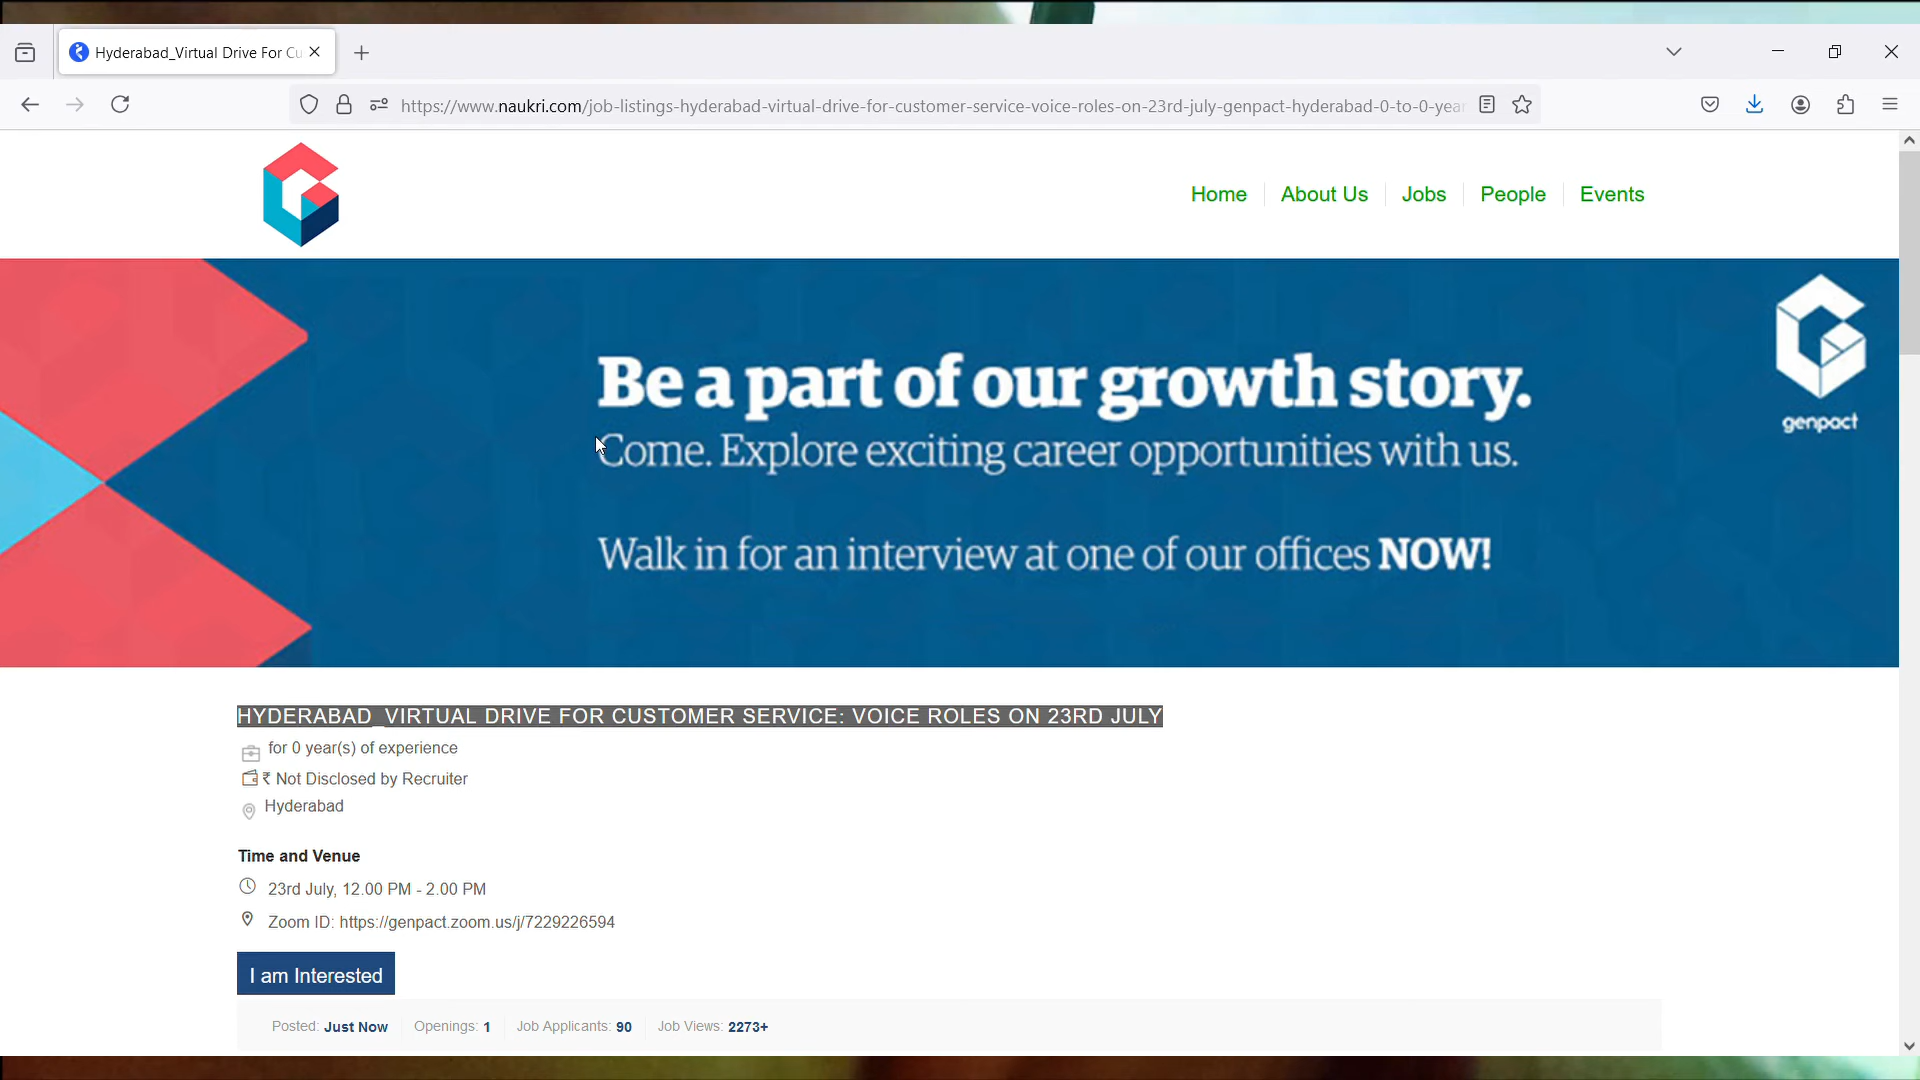 Hyderabad_Virtual Drive For Cu
https://www.naukri.com/job-listings-hyderabad-virtual-drive-for-customer-service-voice-roles-on-23rd-july-genpact-hyderabad-0-to-0-year
Home
About Us
Jobs
People
Events
Be a part of our growth story.
Come. Explore exciting career opportunities with us.
Walk in for an interview at one of our offices NOW!
genpact
HYDERABAD_VIRTUAL DRIVE FOR CUSTOMER SERVICE: VOICE ROLES ON 23RD JULY
for 0 year(s) of experience
₹ Not Disclosed by Recruiter
Hyderabad
Time and Venue
23rd July, 12.00 PM - 2.00 PM
Zoom ID: https://genpact.zoom.us/j/7229226594
I am Interested
Posted: Just Now Openings: 1 Job Applicants: 90 Job Views: 2273+